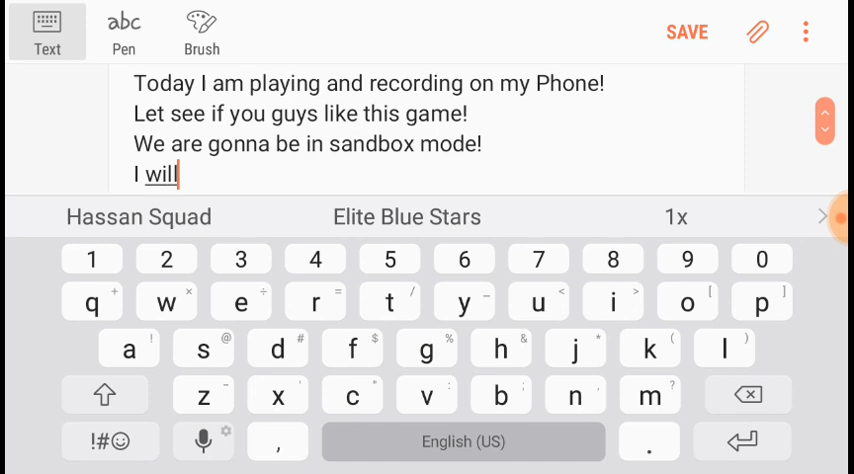 Text abc Pen Brush SAVE
Today I am playing and recording on my Phone!
Let see if you guys like this game!
We are gonna be in sandbox mode!
I will
Hassan Squad Elite Blue Stars 1x
1 2 3 4 5 6 7 8 9 0
q + w × e ÷ r = t / y _ u < i > o [ p ]
a ! s @ d # f $ g % h & j * k ( l )
z - x ' c " v : b ; n , m ?
!#☺ , English (US) .